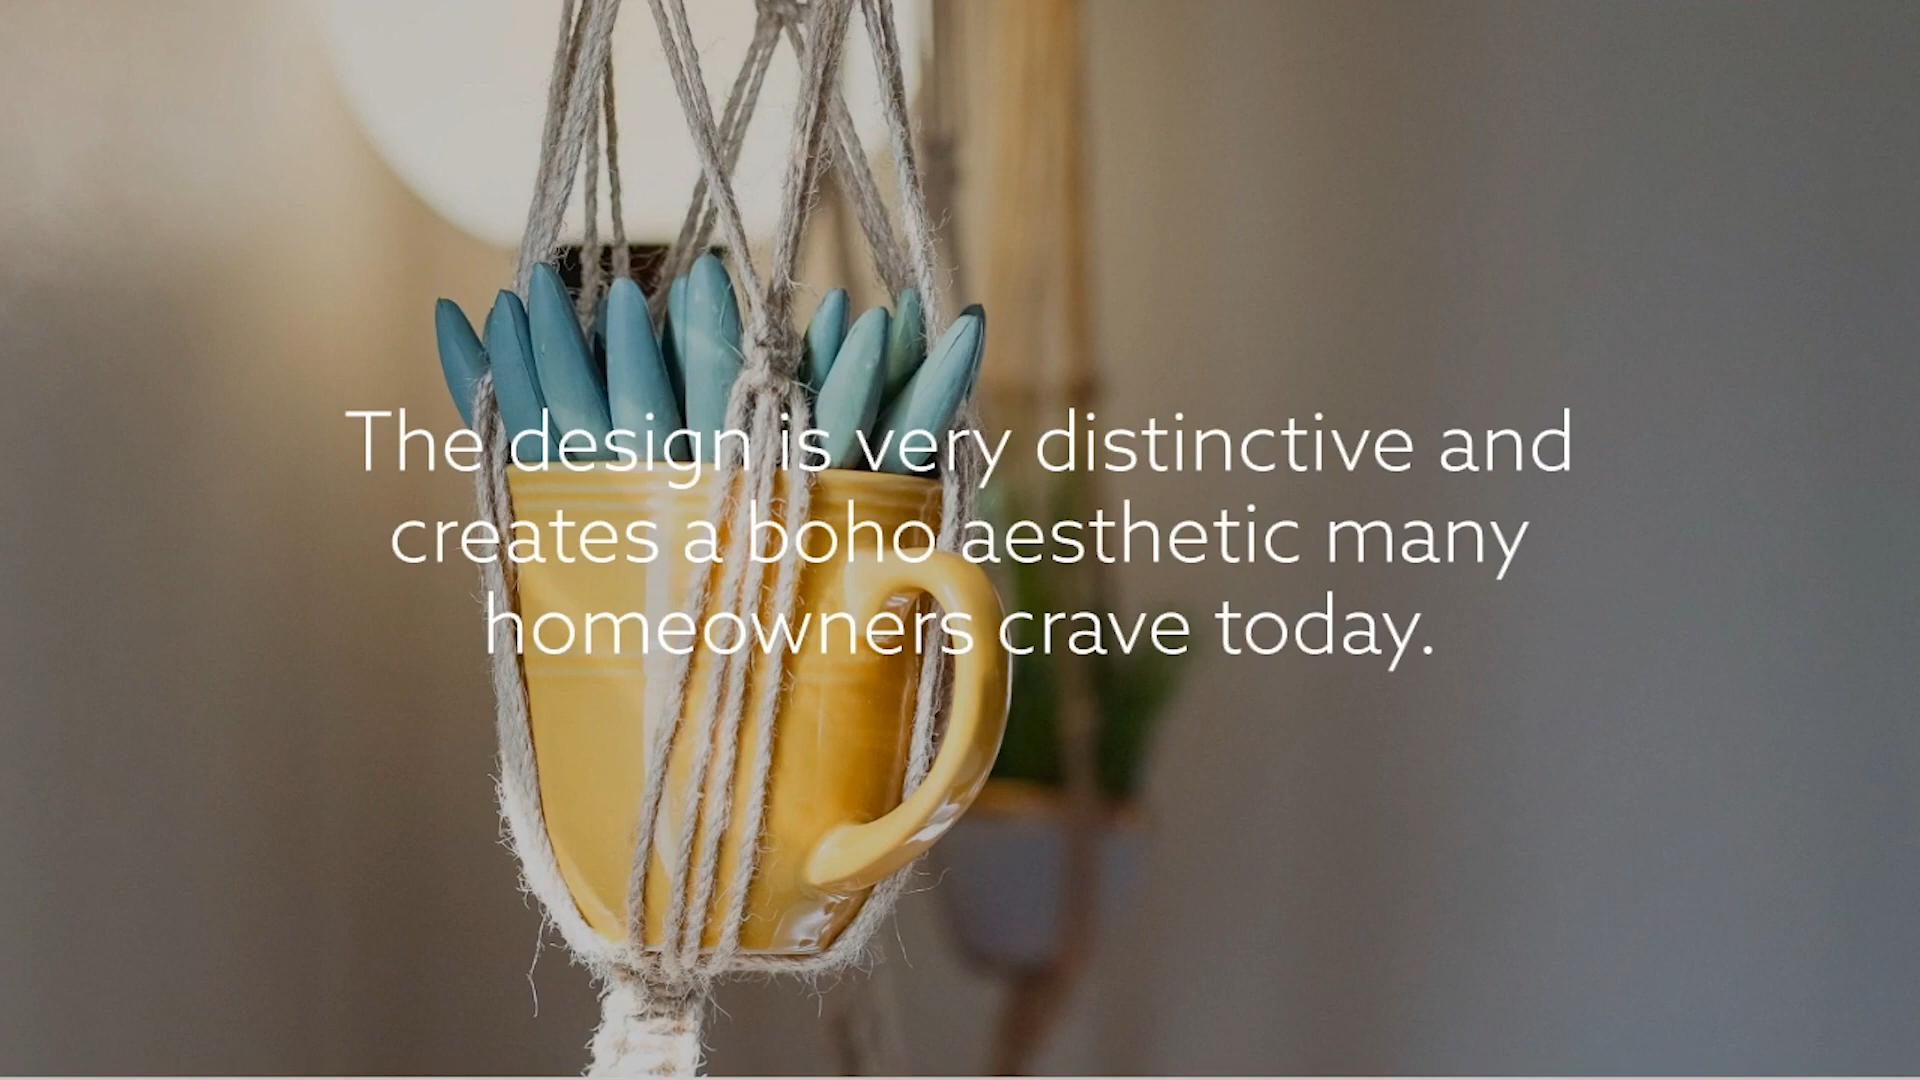 The design is very distinctive and
creates a boho aesthetic many
homeowners crave today.